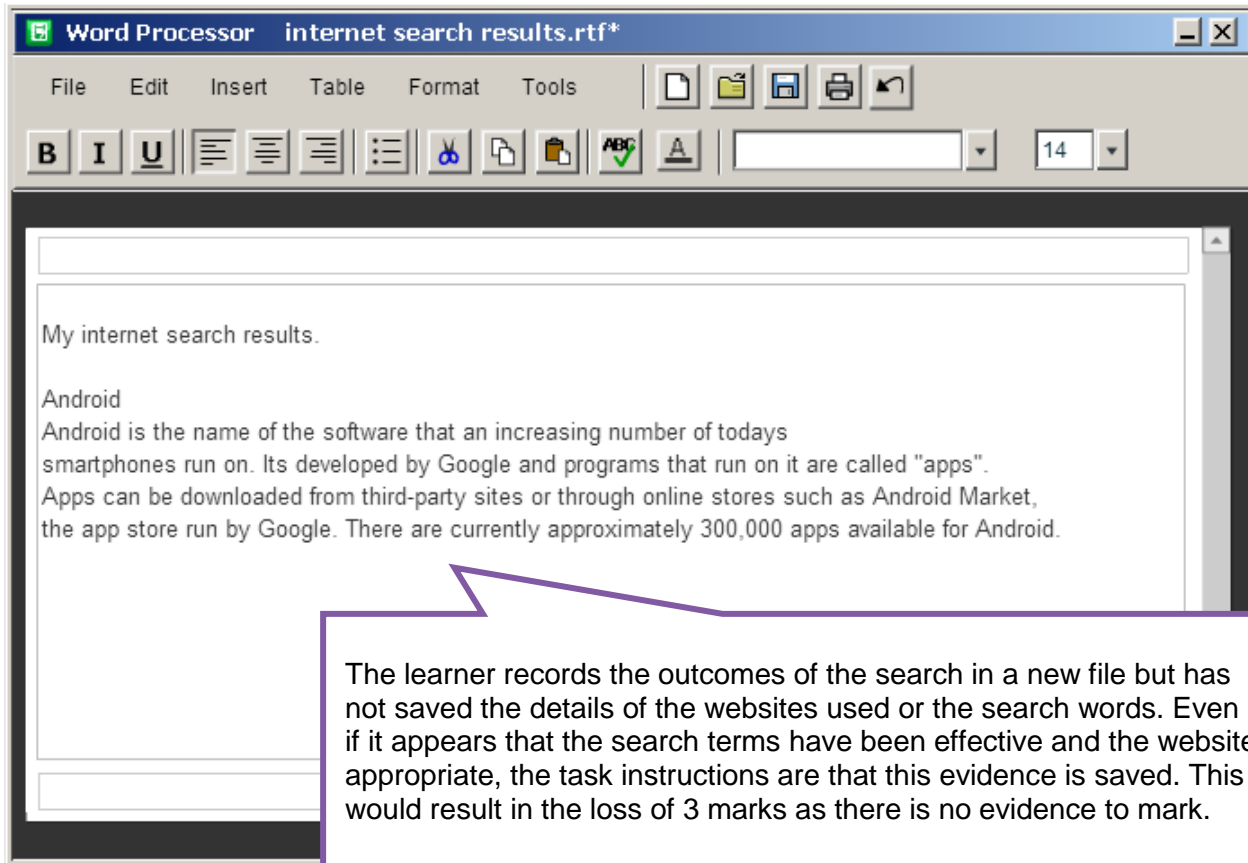 Word Processor internet search results.rtf*
File Edit Insert Table Format Tools
B I U ABC A 14
My internet search results.
Android
Android is the name of the software that an increasing number of todays
smartphones run on. Its developed by Google and programs that run on it are called "apps".
Apps can be downloaded from third-party sites or through online stores such as Android Market,
the app store run by Google. There are currently approximately 300,000 apps available for Android.
The learner records the outcomes of the search in a new file but has
not saved the details of the websites used or the search words. Even
if it appears that the search terms have been effective and the website
appropriate, the task instructions are that this evidence is saved. This
would result in the loss of 3 marks as there is no evidence to mark.